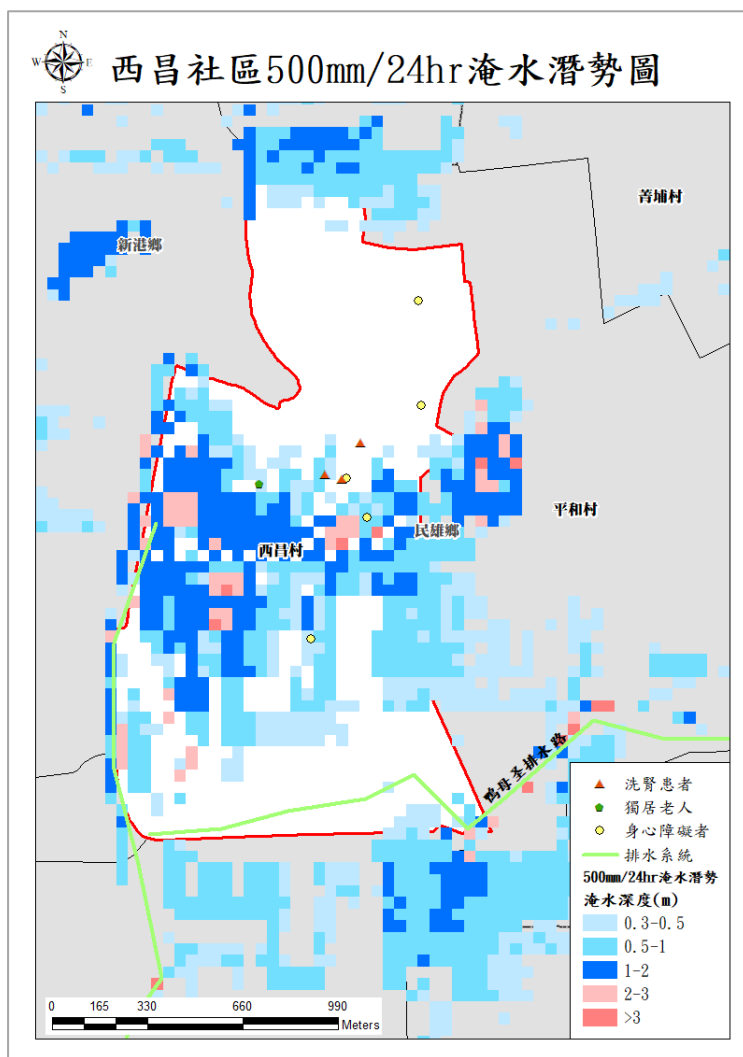 N
W E
S
西昌社區500mm/24hr淹水潛勢圖
菁埔村
新港鄉
平和村
民雄鄉
西昌村
鴨母坔排水路
洗腎患者
獨居老人
身心障礙者
排水系統
500mm/24hr淹水潛勢
淹水深度(m)
0.3-0.5
0.5-1
1-2
2-3
>3
0 165 330 660 990
Meters